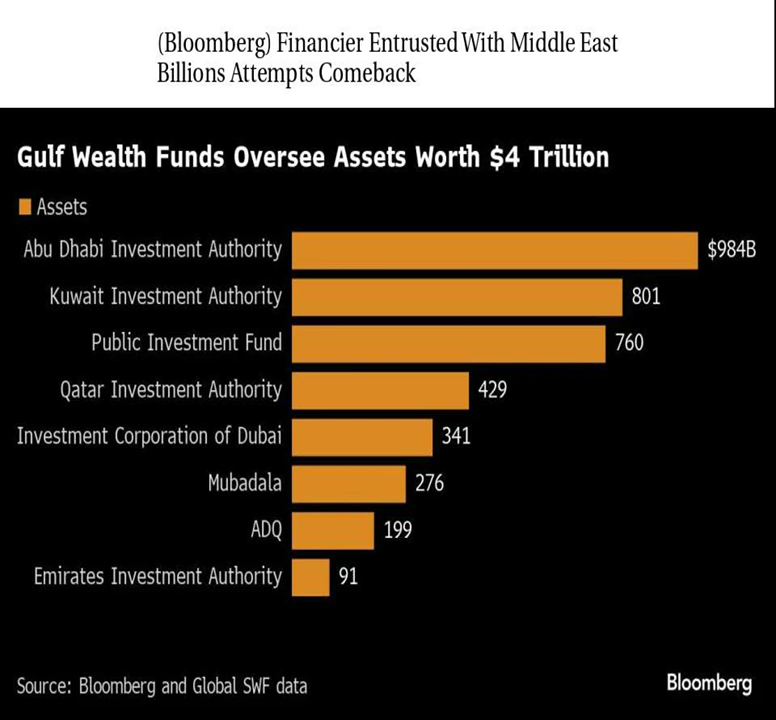 (Bloomberg) Financier Entrusted With Middle East
Billions Attempts Comeback
Gulf Wealth Funds Oversee Assets Worth $4 Trillion
Assets
Abu Dhabi Investment Authority $984B
Kuwait Investment Authority 801
Public Investment Fund 760
Qatar Investment Authority 429
Investment Corporation of Dubai 341
Mubadala 276
ADQ 199
Emirates Investment Authority 91
Source: Bloomberg and Global SWF data Bloomberg